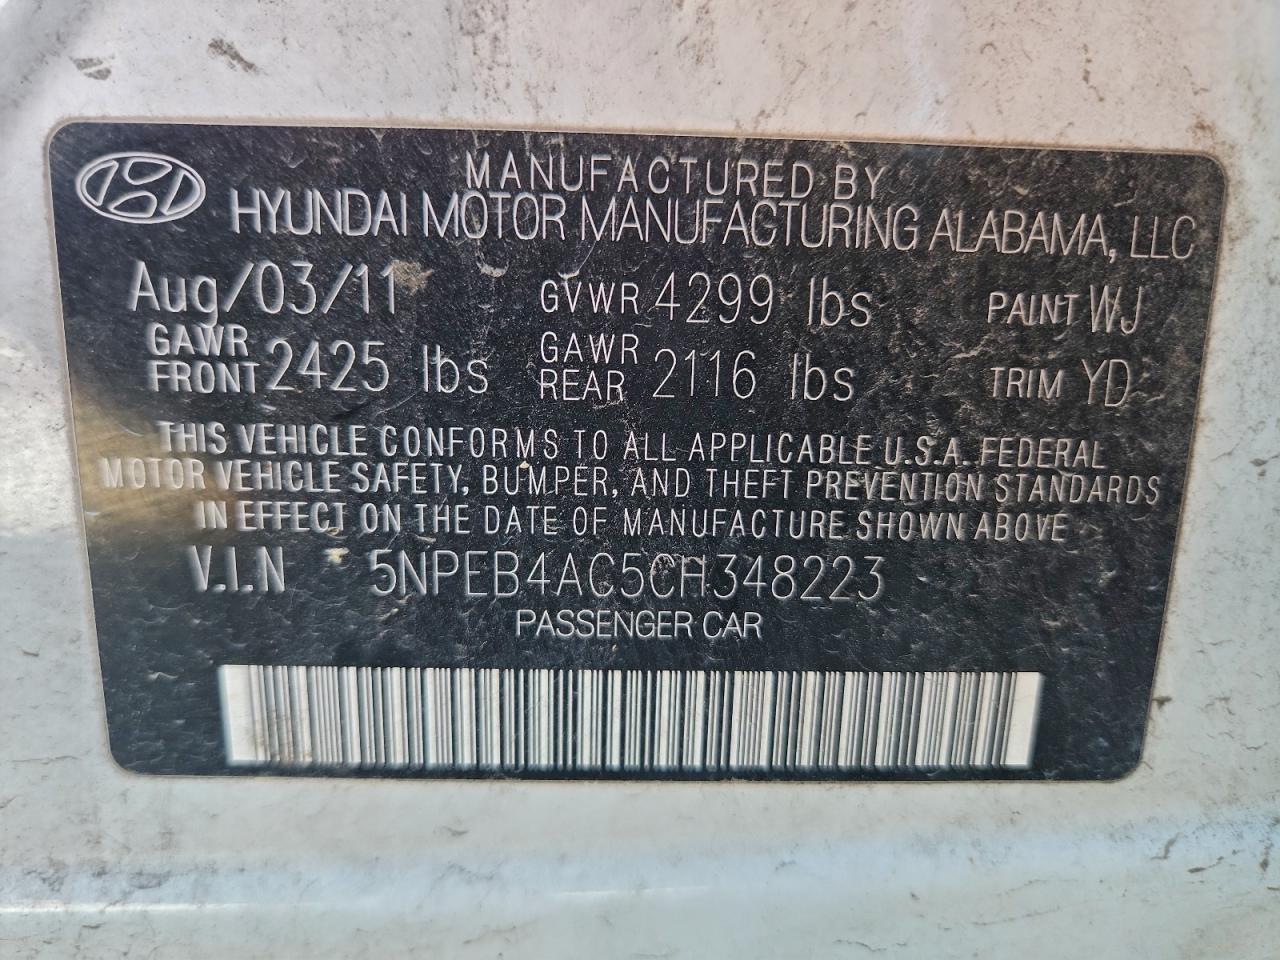 MANUFACTURED BY
HYUNDAI MOTOR MANUFACTURING ALABAMA, LLC
Aug/03/11 GVWR 4299 lbs PAINT WJ
GAWR FRONT 2425 lbs GAWR REAR 2116 lbs TRIM YD
THIS VEHICLE CONFORMS TO ALL APPLICABLE U.S.A. FEDERAL
MOTOR VEHICLE SAFETY, BUMPER, AND THEFT PREVENTION STANDARDS
IN EFFECT ON THE DATE OF MANUFACTURE SHOWN ABOVE
V.I.N 5NPEB4AC5CH348223
PASSENGER CAR